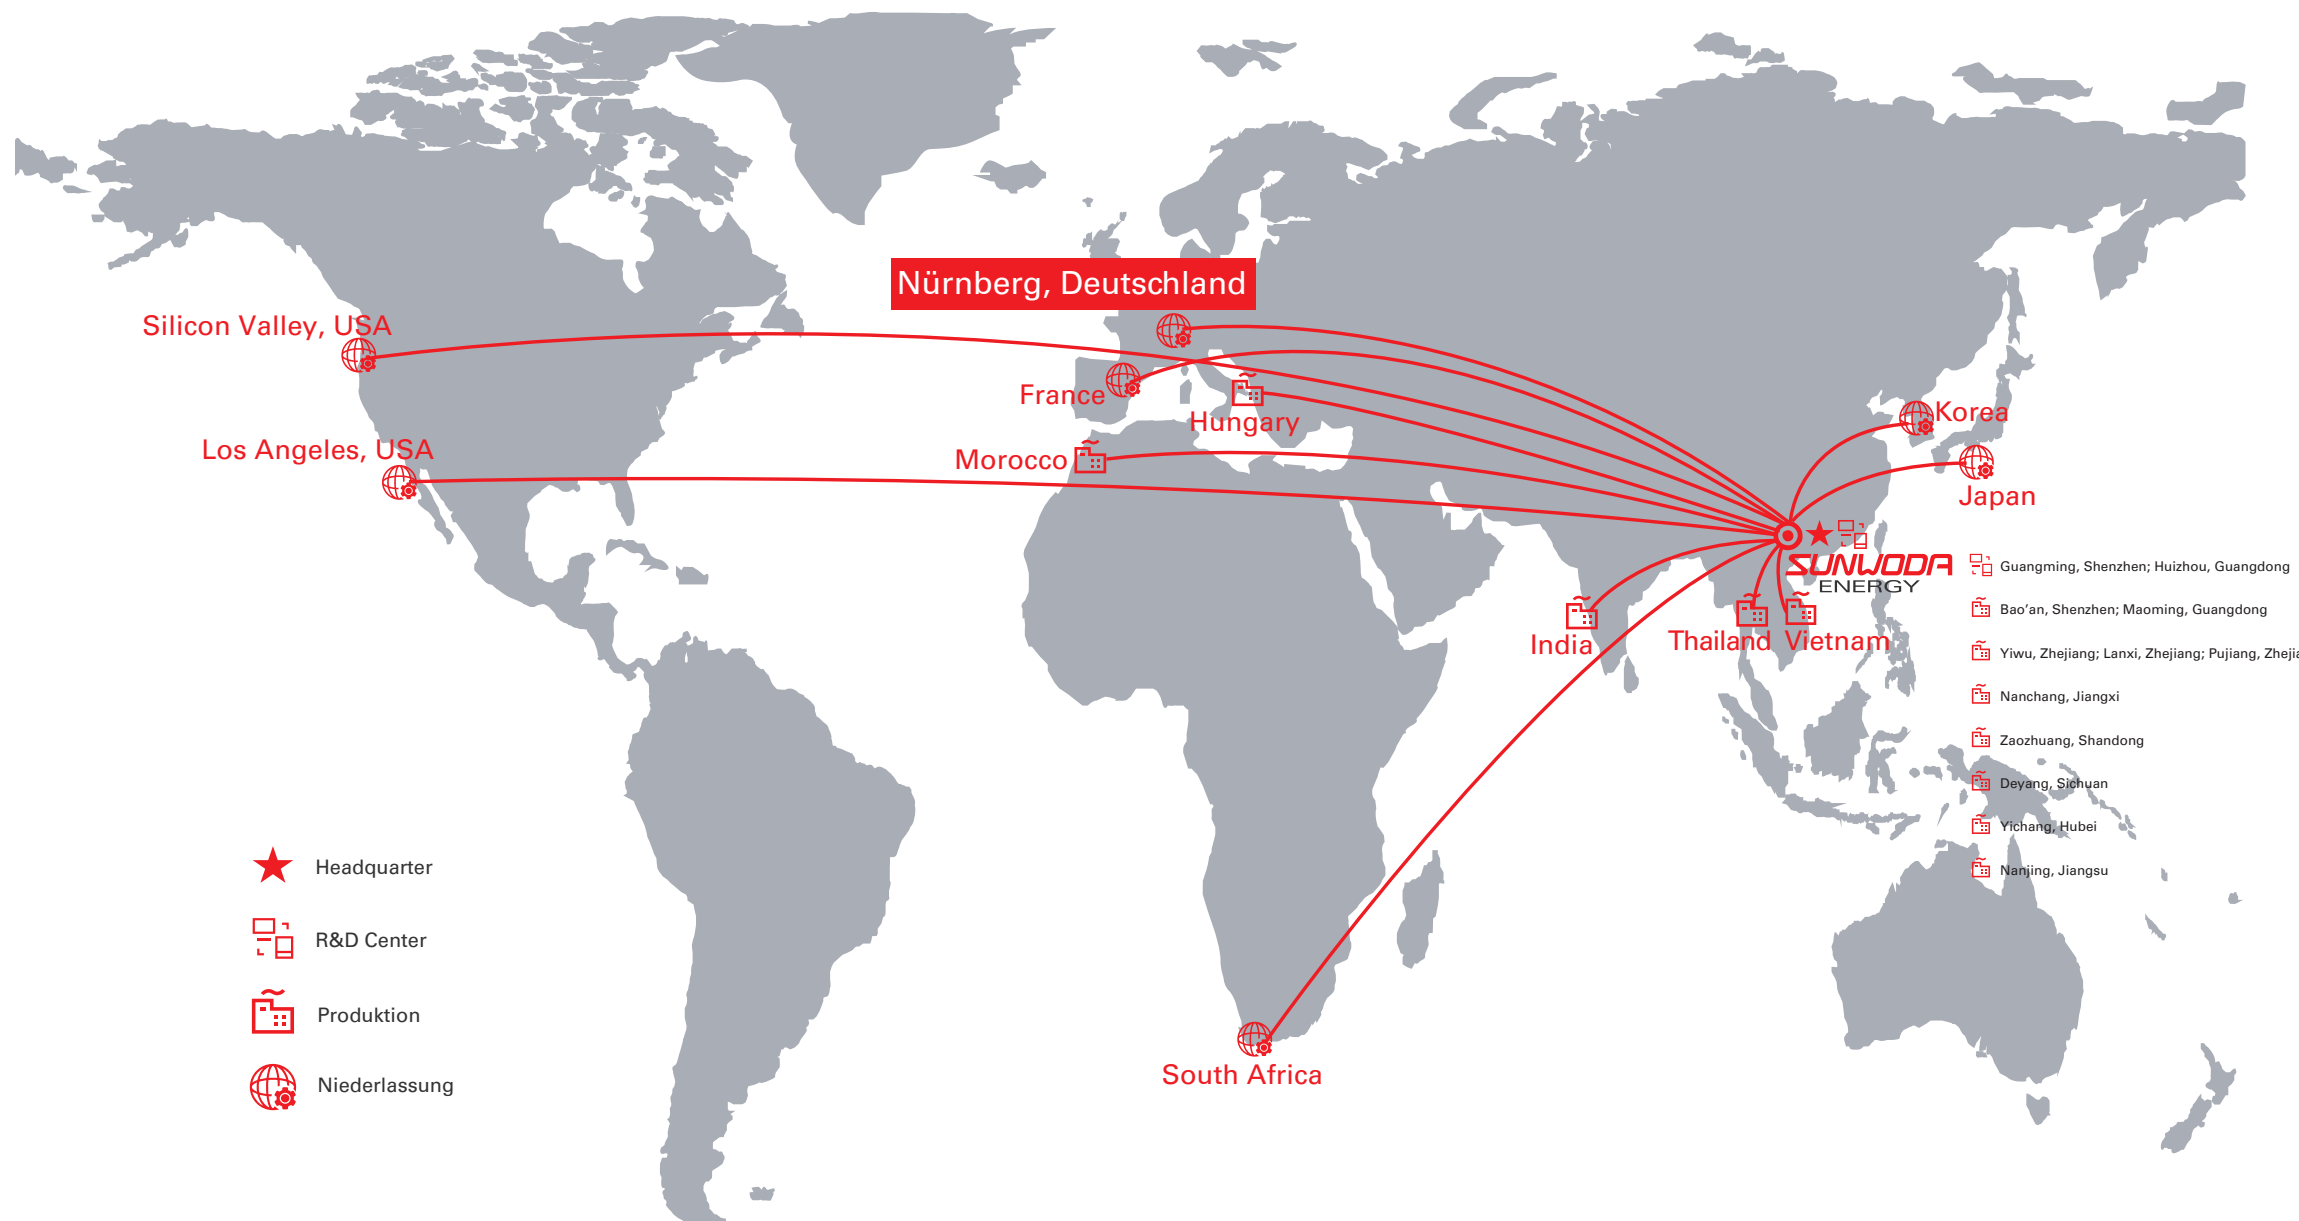 Nürnberg, Deutschland
Silicon Valley, USA
France
Hungary
Korea
Los Angeles, USA
Morocco
Japan
SUNWODA
ENERGY
India
Thailand
Vietnam
South Africa
Guangming, Shenzhen; Huizhou, Guangdong
Bao’an, Shenzhen; Maoming, Guangdong
Yiwu, Zhejiang; Lanxi, Zhejiang; Pujiang,
Nanchang, Jiangxi
Zaozhuang, Shandong
Deyang, Sichuan
Yichang, Hubei
Nanjing, Jiangsu
Headquarter
R&D Center
Produktion
Niederlassung